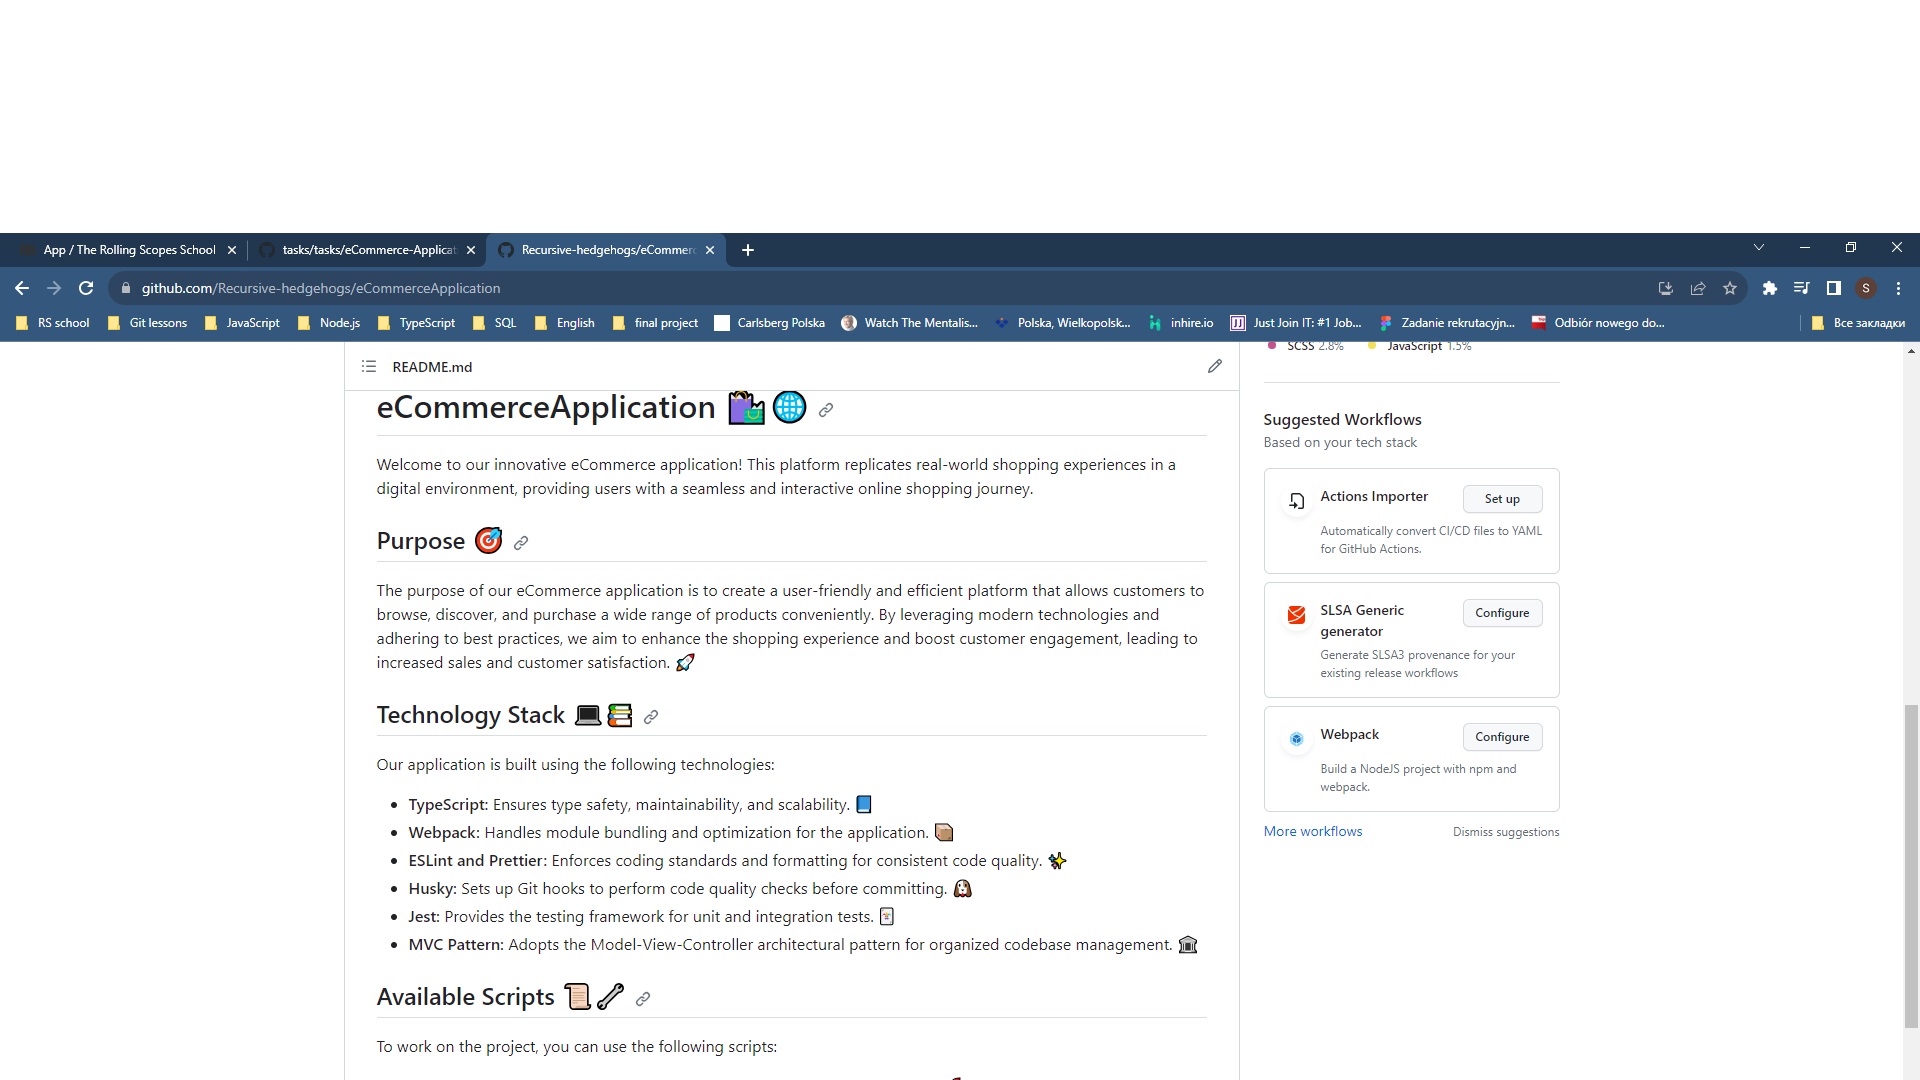 App / The Rolling Scopes School
tasks/tasks/eCommerce-Applicat
Recursive-hedgehogs/eCommerc
github.com/Recursive-hedgehogs/eCommerceApplication
S
RS school
Git lessons
JavaScript
Node.js
TypeScript
SQL
English
final project
Carlsberg Polska
Watch The Mentalis...
Polska, Wielkopolsk...
inhire.io
Just Join IT: #1 Job...
Zadanie rekrutacyjn...
Odbiór nowego do...
Все закладки
README.md
eCommerceApplication
Welcome to our innovative eCommerce application! This platform replicates real-world shopping experiences in a
digital environment, providing users with a seamless and interactive online shopping journey.
Purpose
The purpose of our eCommerce application is to create a user-friendly and efficient platform that allows customers to
browse, discover, and purchase a wide range of products conveniently. By leveraging modern technologies and
adhering to best practices, we aim to enhance the shopping experience and boost customer engagement, leading to
increased sales and customer satisfaction. 🚀
Technology Stack
Our application is built using the following technologies:
TypeScript: Ensures type safety, maintainability, and scalability. 📘
Webpack: Handles module bundling and optimization for the application. 📦
ESLint and Prettier: Enforces coding standards and formatting for consistent code quality. ✨
Husky: Sets up Git hooks to perform code quality checks before committing. 🐶
Jest: Provides the testing framework for unit and integration tests. 🃏
MVC Pattern: Adopts the Model-View-Controller architectural pattern for organized codebase management. 🏛️
Available Scripts
To work on the project, you can use the following scripts:
SCSS 2.8%
JavaScript 1.5%
Suggested Workflows
Based on your tech stack
Actions Importer
Set up
Automatically convert CI/CD files to YAML
for GitHub Actions.
SLSA Generic
generator
Configure
Generate SLSA3 provenance for your
existing release workflows
Webpack
Configure
Build a NodeJS project with npm and
webpack.
More workflows
Dismiss suggestions